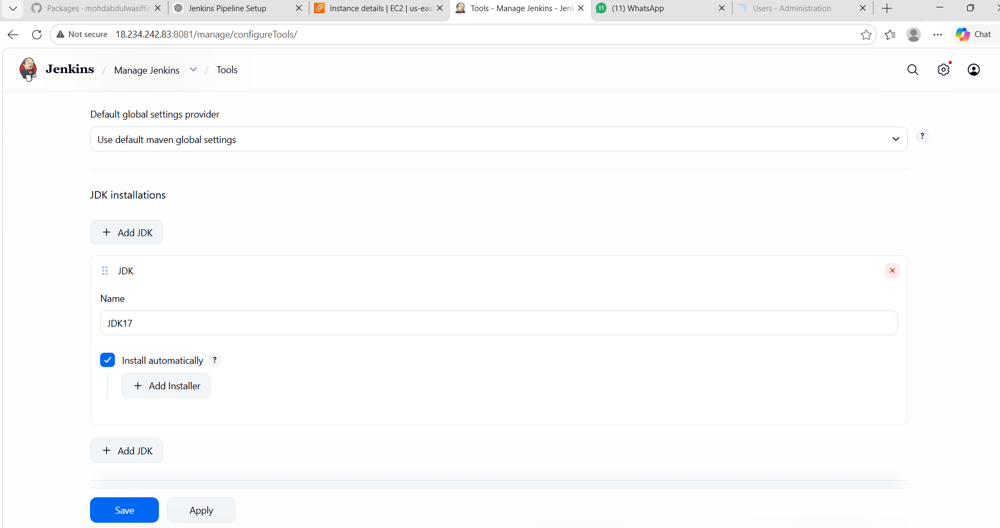 Packages · mohdabdulwasif66
Jenkins Pipeline Setup
Instance details | EC2 | us-east
Tools - Manage Jenkins - Jenk
11
(11) WhatsApp
Users - Administration
Not secure
18.234.242.83:8081/manage/configureTools/
Chat
Jenkins / Manage Jenkins / Tools
Default global settings provider
Use default maven global settings
?
JDK installations
+ Add JDK
JDK
Name
JDK17
Install automatically ?
+ Add Installer
+ Add JDK
Save
Apply